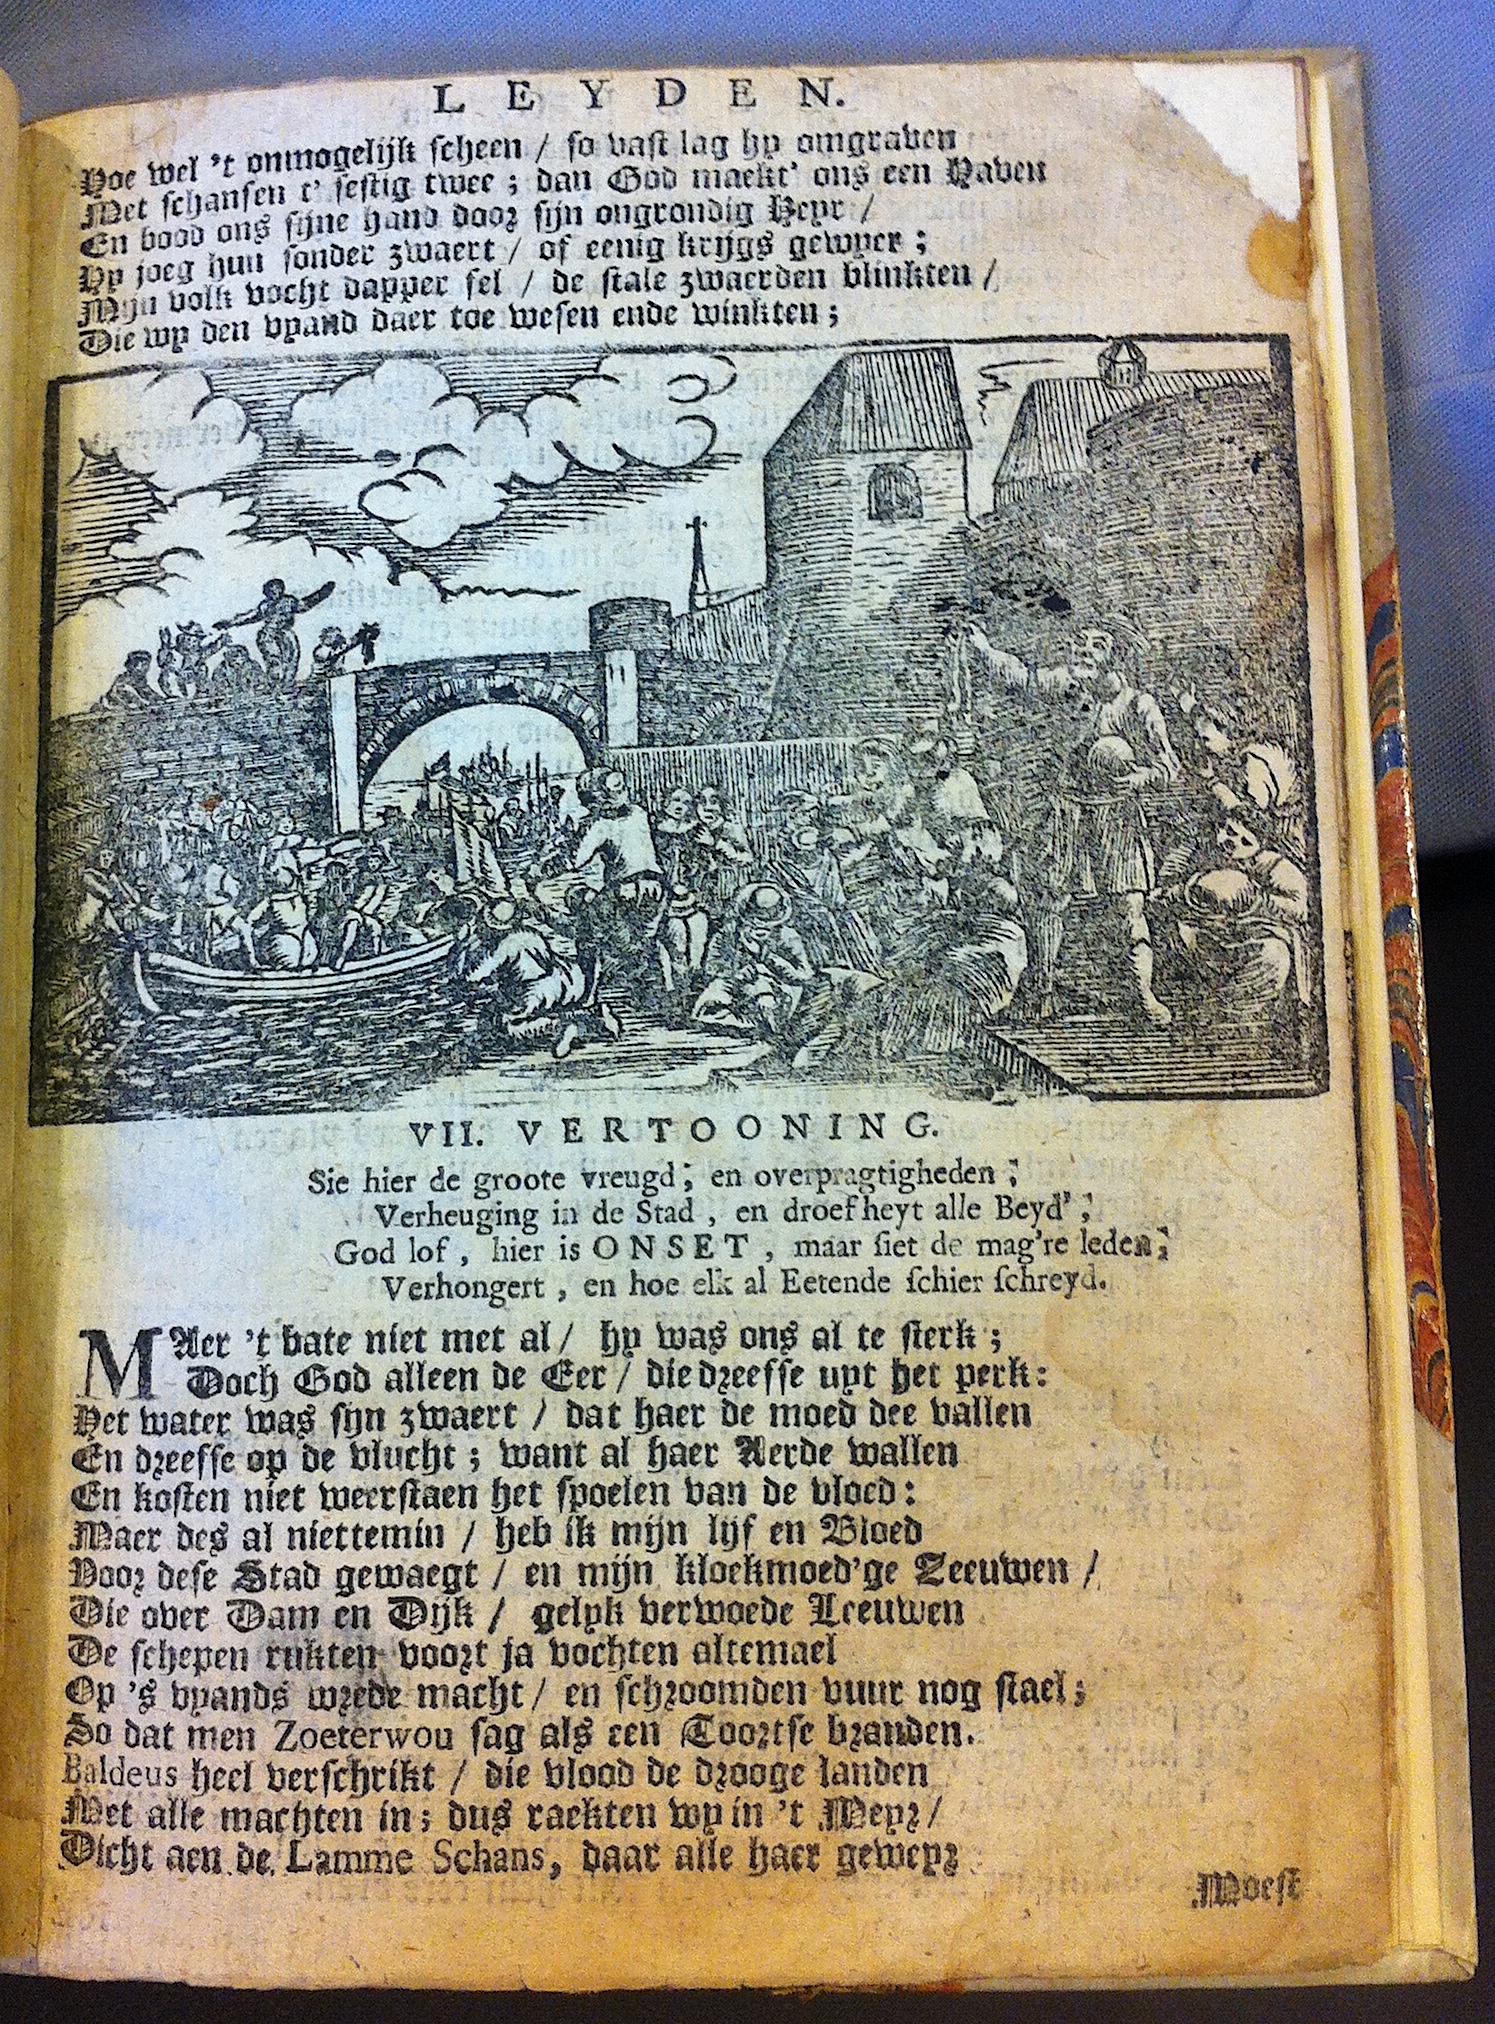 LEYDEN.
Hoe wel 't onmogelijk scheen / so vast lag hy omgraven
Met schansen t' sestig twee ; dan God maekt' ons een Haven
En bood ons sijne hand door sijn ongrondig Heyr /
Hy joeg hun sonder zwaert / of eenig krijgs gewyer ;
Mijn volk vocht dapper fel / de stale zwaerden blinkten /
Die wy den vyand daer toe wesen ende winkten ;
VII. VERTOONING.
Sie hier de groote vreugd ; en overpragtigheden ;
Verheuging in de Stad , en droefheyt alle Beyd' ;
God lof , hier is ONSET , maar siet de mag're leden ;
Verhongert , en hoe elk al Eetende schier schreyd.
MAer 't bate niet met al / hy was ons al te sterk ;
Doch God alleen de Eer / die dreefse uyt het perk :
Het water was sijn zwaert / dat haer de moed dee vallen
En dreefse op de vlucht ; want al haer Aerde wallen
En kosten niet weerstaen het spoelen van de vloed :
Maer des al niettemin / heb ik mijn lijf en Bloed
Voor dese Stad gewaegt / en mijn kloekmoed'ge Zeeuwen /
Die over Dam en Dijk / gelyk verwoede Leeuwen
De schepen rukten voort ja vochten altemael
Op 's vyands wrede macht / en schroomden vuur nog stael ;
So dat men Zoeterwou sag als een Toortse branden.
Baldeus heel verschrikt / die vlood de drooge landen
Met alle machten in ; dus raekten wy in 't Meyr /
Dicht aen de Lamme Schans, daar alle haer geweyr
Moest